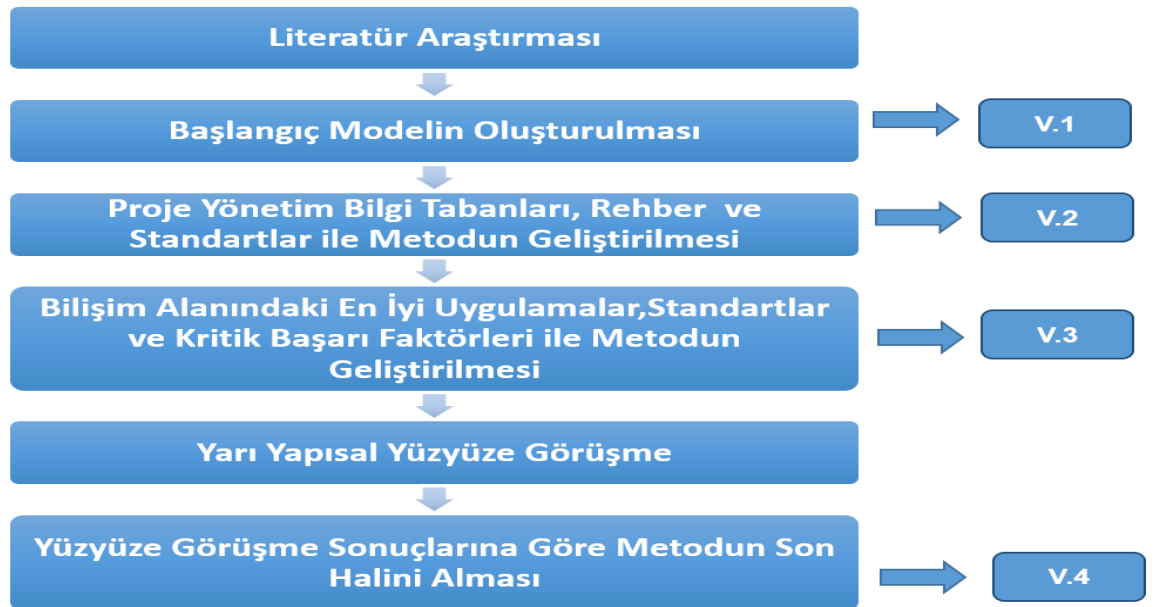 Literatür Araştırması
Başlangıç Modelin Oluşturulması
V.1
Proje Yönetim Bilgi Tabanları, Rehber ve
Standartlar ile Metodun Geliştirilmesi
V.2
Bilişim Alanındaki En İyi Uygulamalar,Standartlar
ve Kritik Başarı Faktörleri ile Metodun
Geliştirilmesi
V.3
Yarı Yapısal Yüzyüze Görüşme
Yüzyüze Görüşme Sonuçlarına Göre Metodun Son
Halini Alması
V.4